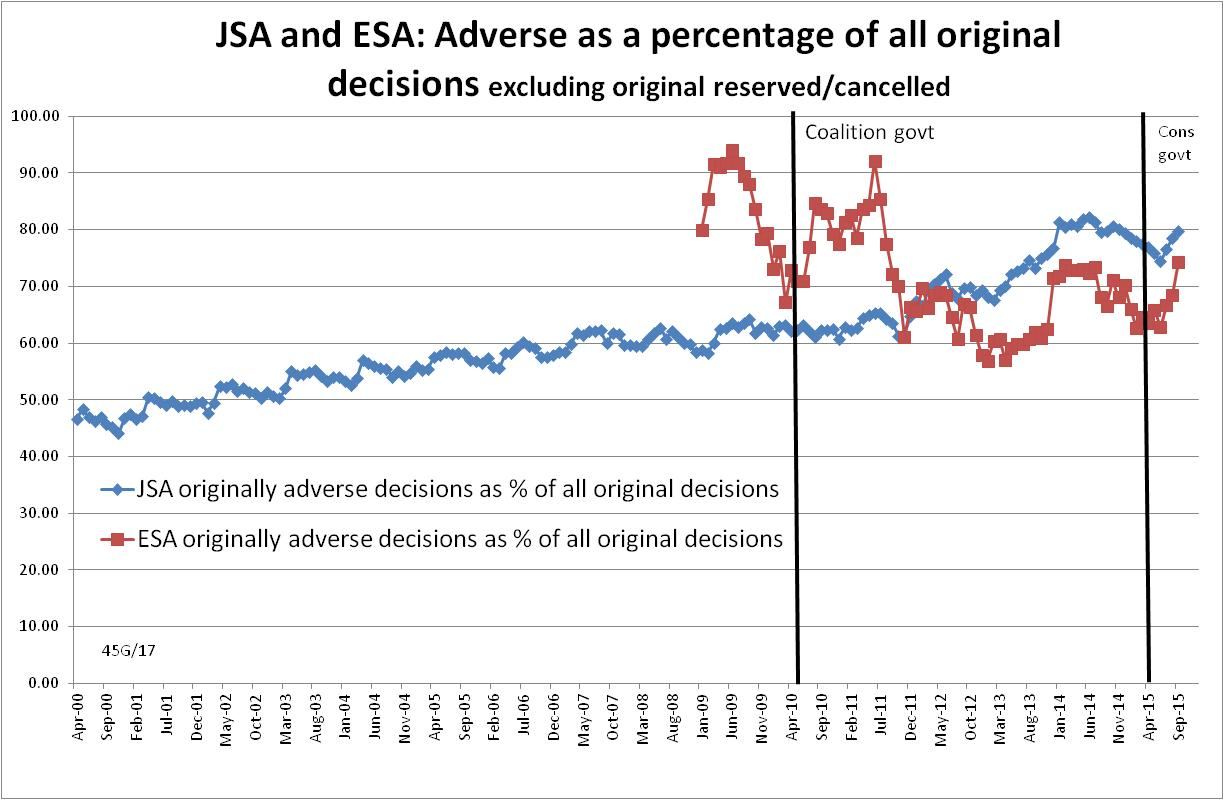 JSA and ESA: Adverse as a percentage of all original
decisions excluding original reserved/cancelled
100.00
90.00
80.00
70.00
60.00
50.00
40.00
30.00
20.00
10.00
0.00
Coalition govt
Cons
govt
JSA originally adverse decisions as % of all original decisions
ESA originally adverse decisions as % of all original decisions
45G/17
Apr-00
Sep-00
Feb-01
Jul-01
Dec-01
May-02
Oct-02
Mar-03
Aug-03
Jan-04
Jun-04
Nov-04
Apr-05
Sep-05
Feb-06
Jul-06
Dec-06
May-07
Oct-07
Mar-08
Aug-08
Jan-09
Jun-09
Nov-09
Apr-10
Sep-10
Feb-11
Jul-11
Dec-11
May-12
Oct-12
Mar-13
Aug-13
Jan-14
Jun-14
Nov-14
Apr-15
Sep-15